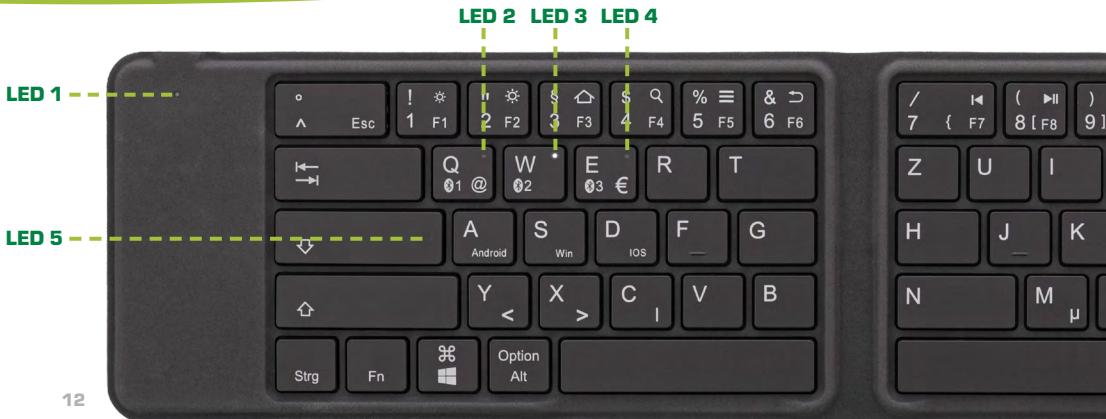 LED 2 LED 3 LED 4
LED 1
° ! " § $ % & / ( )
^ Esc 1 F1 2 F2 3 F3 4 F4 5 F5 6 F6 7 { F7 8 [ F8 9 ]
Q W E R T Z U I
1 @ 2 3 €
LED 5
A S D F G H J K
Android Win IOS
Y X C V B N M
< > | µ
Strg Fn ⌘ Option
Alt
12